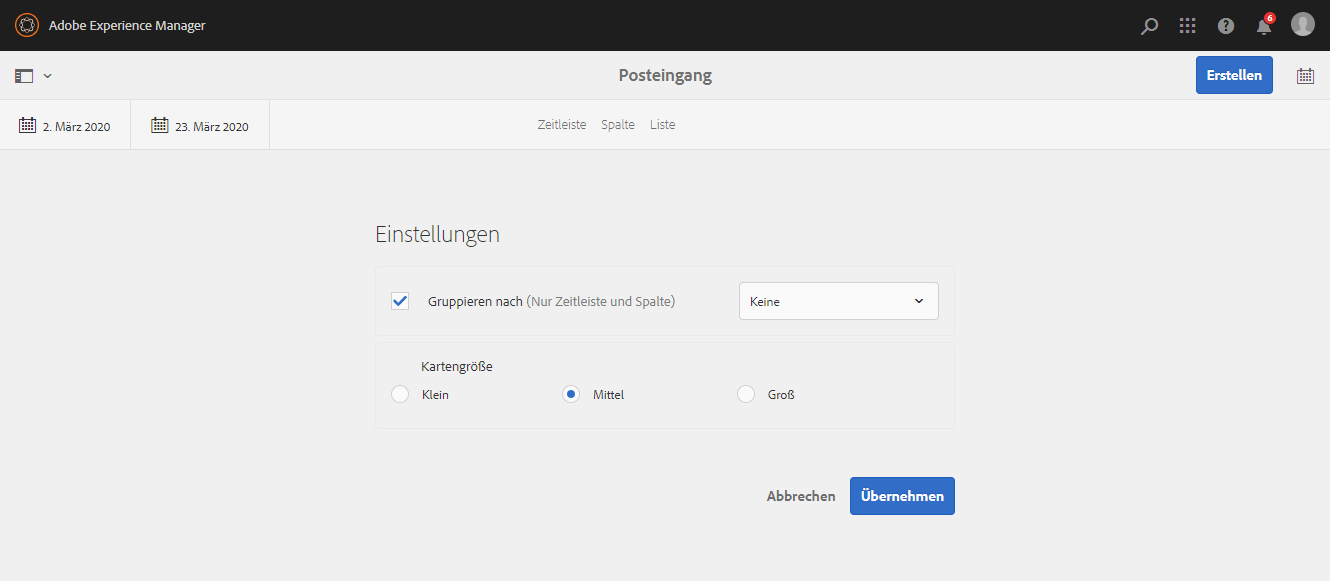 Adobe Experience Manager
6
Posteingang
Erstellen
2. März 2020
23. März 2020
Zeitleiste Spalte Liste
Einstellungen
Gruppieren nach (Nur Zeitleiste und Spalte)
Keine
Kartengröße
Klein
Mittel
Groß
Abbrechen
Übernehmen